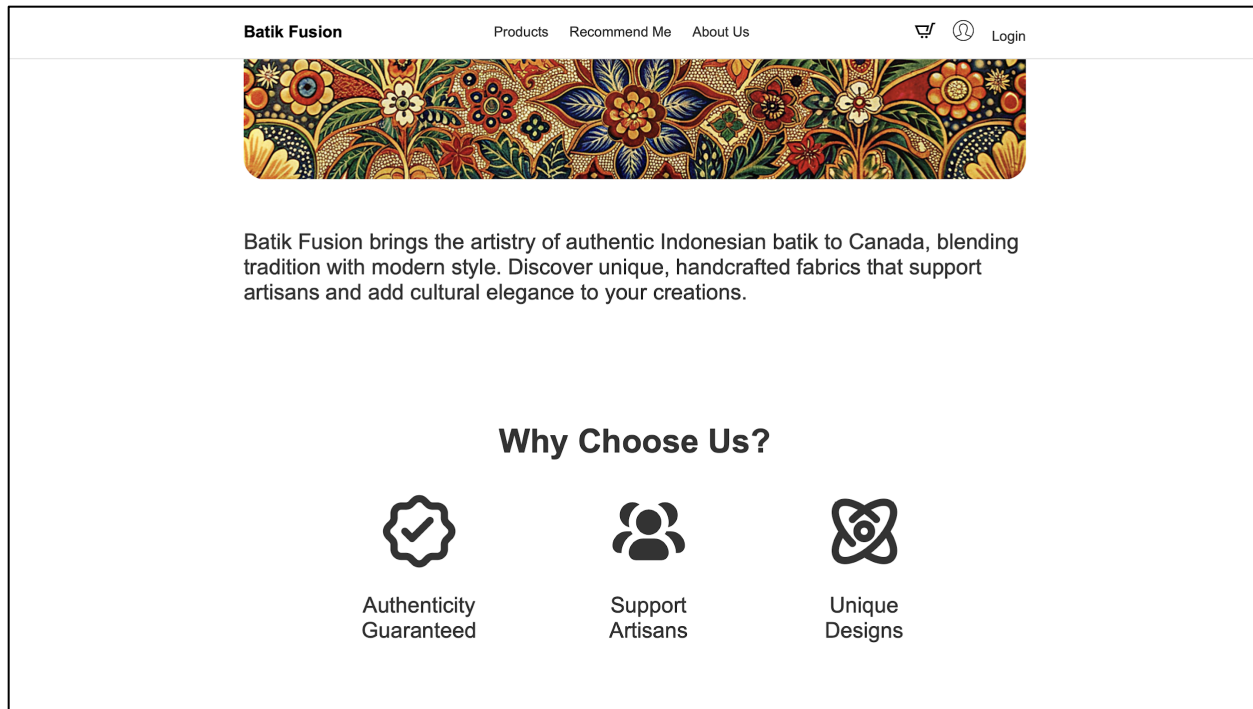 Batik Fusion
Products Recommend Me About Us
Login
Batik Fusion brings the artistry of authentic Indonesian batik to Canada, blending
tradition with modern style. Discover unique, handcrafted fabrics that support
artisans and add cultural elegance to your creations.
Why Choose Us?
Authenticity
Guaranteed
Support
Artisans
Unique
Designs